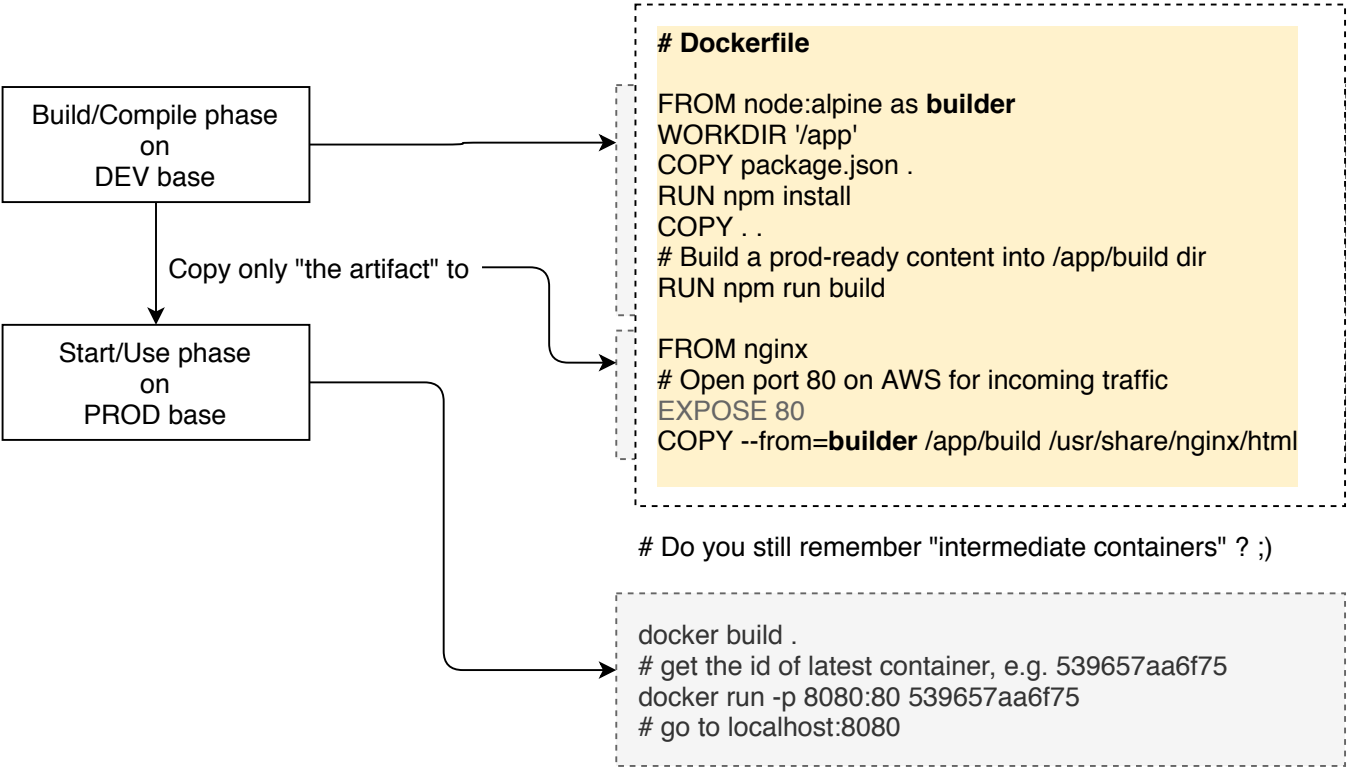 Build/Compile phase
on
DEV base
Copy only "the artifact" to
Start/Use phase
on
PROD base
# Dockerfile
FROM node:alpine as builder
WORKDIR '/app'
COPY package.json .
RUN npm install
COPY . .
# Build a prod-ready content into /app/build dir
RUN npm run build
FROM nginx
# Open port 80 on AWS for incoming traffic
EXPOSE 80
COPY --from=builder /app/build /usr/share/nginx/html
# Do you still remember "intermediate containers" ? ;)
docker build .
# get the id of latest container, e.g. 539657aa6f75
docker run -p 8080:80 539657aa6f75
# go to localhost:8080